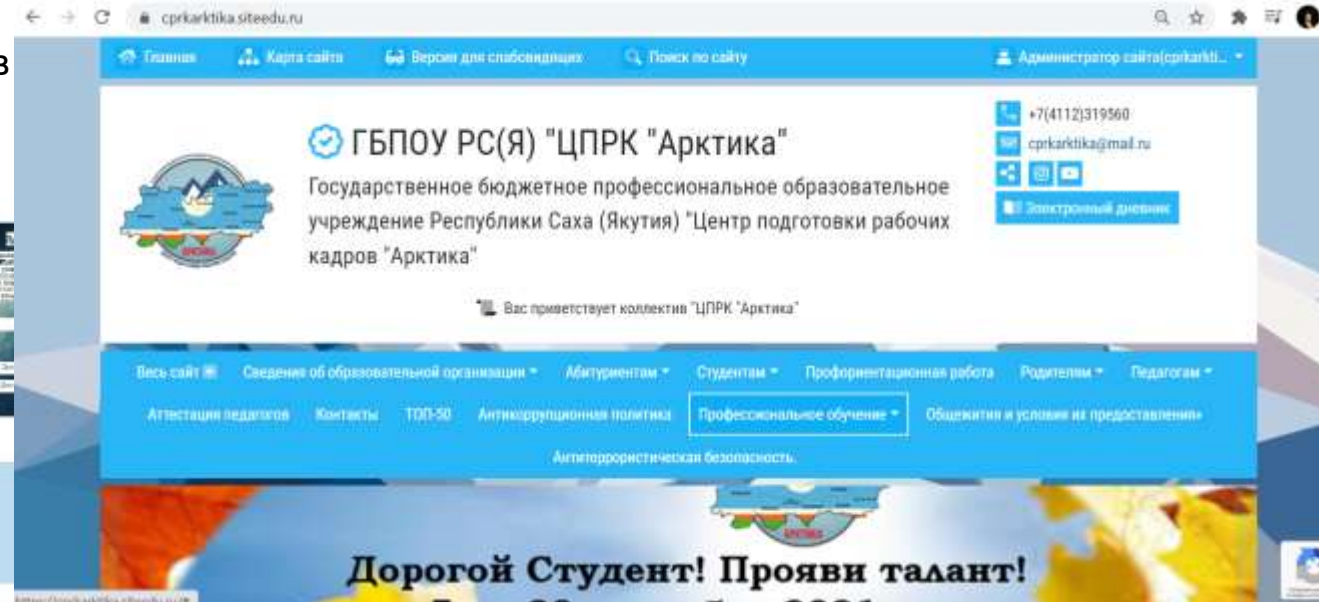 cprkarktika.siteedu.ru
в
Главная Карта сайта Версия для слабовидящих Поиск по сайту Администратор сайта(cprkarkti...
ГБПОУ РС(Я) "ЦПРК "Арктика"
Государственное бюджетное профессиональное образовательное
учреждение Республики Саха (Якутия) "Центр подготовки рабочих
кадров "Арктика"
+7(4112)319560
cprkarktika@mail.ru
Электронный дневник
Вас приветствует коллектив "ЦПРК "Арктика"
Весь сайт Сведения об образовательной организации Абитуриентам Студентам Профориентационная работа Родителям Педагогам
Аттестация педагогов Контакты ТОП-50 Антикоррупционная политика Профессиональное обучение Общежития и условия их предоставления»
Антитеррористическая безопасность.
АРКТИКА
Дорогой Студент! Прояви талант!